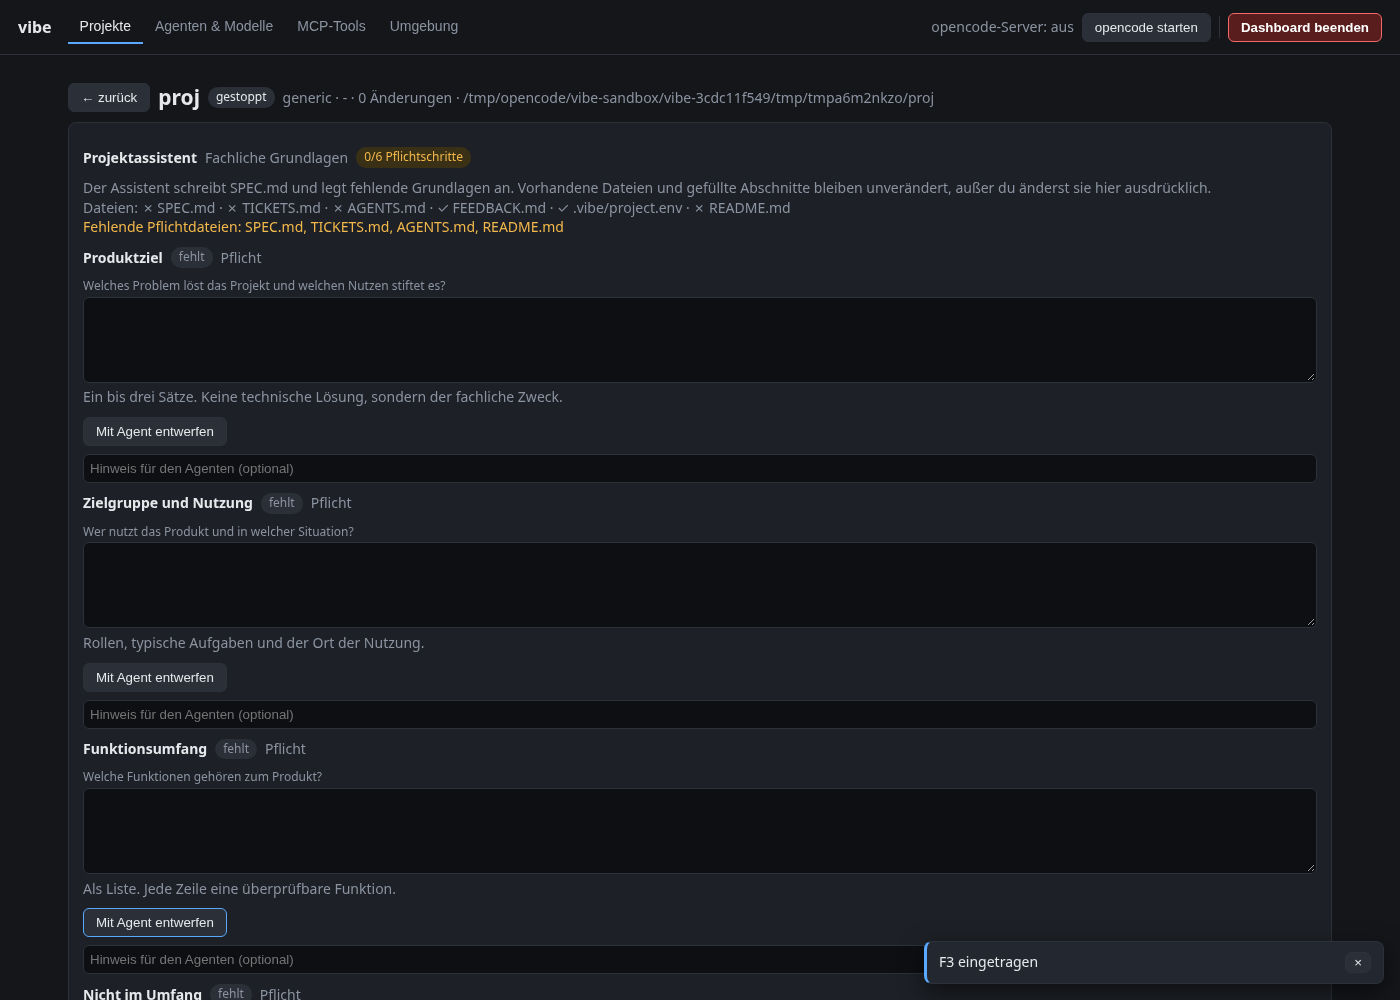 vibe Projekte Agenten & Modelle MCP-Tools Umgebung opencode-Server: aus opencode starten Dashboard beenden
← zurück proj gestoppt generic · - · 0 Änderungen · /tmp/opencode/vibe-sandbox/vibe-3cdc11f549/tmp/tmpa6m2nkzo/proj
Projektassistent Fachliche Grundlagen 0/6 Pflichtschritte
Der Assistent schreibt SPEC.md und legt fehlende Grundlagen an. Vorhandene Dateien und gefüllte Abschnitte bleiben unverändert, außer du änderst sie hier ausdrücklich.
Dateien: ✕ SPEC.md · ✕ TICKETS.md · ✕ AGENTS.md · ✓ FEEDBACK.md · ✓ .vibe/project.env · ✕ README.md
Fehlende Pflichtdateien: SPEC.md, TICKETS.md, AGENTS.md, README.md
Produktziel fehlt Pflicht
Welches Problem löst das Projekt und welchen Nutzen stiftet es?
Ein bis drei Sätze. Keine technische Lösung, sondern der fachliche Zweck.
Mit Agent entwerfen
Hinweis für den Agenten (optional)
Zielgruppe und Nutzung fehlt Pflicht
Wer nutzt das Produkt und in welcher Situation?
Rollen, typische Aufgaben und der Ort der Nutzung.
Mit Agent entwerfen
Hinweis für den Agenten (optional)
Funktionsumfang fehlt Pflicht
Welche Funktionen gehören zum Produkt?
Als Liste. Jede Zeile eine überprüfbare Funktion.
Mit Agent entwerfen
Hinweis für den Agenten (optional)
F3 eingetragen ×
Nicht im Umfang fehlt Pflicht